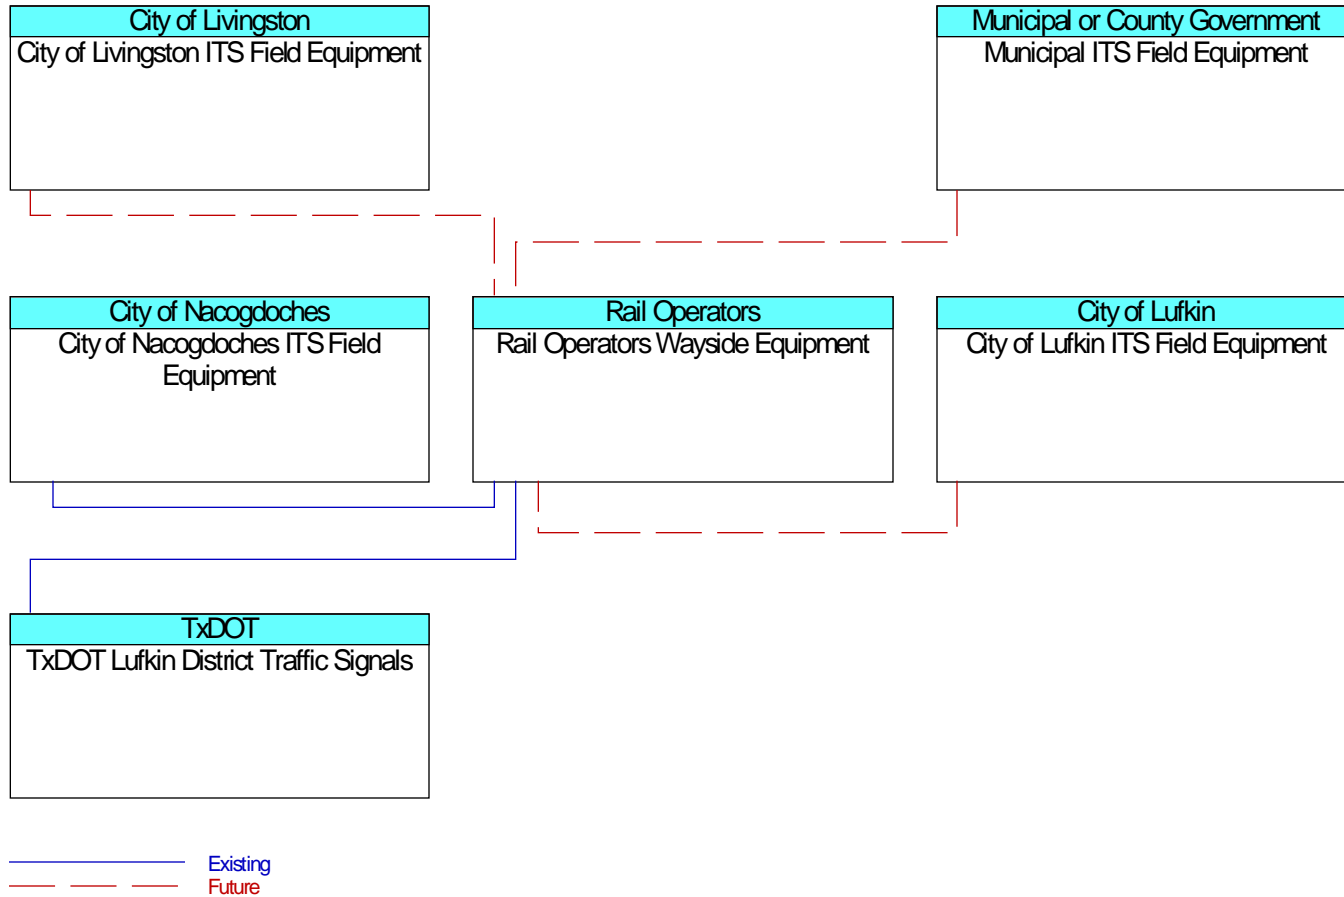 City of Livingston
City of Livingston ITS Field Equipment
Municipal or County Government
Municipal ITS Field Equipment
City of Nacogdoches
City of Nacogdoches ITS Field
Equipment
Rail Operators
Rail Operators Wayside Equipment
City of Lufkin
City of Lufkin ITS Field Equipment
TxDOT
TxDOT Lufkin District Traffic Signals
Existing
Future